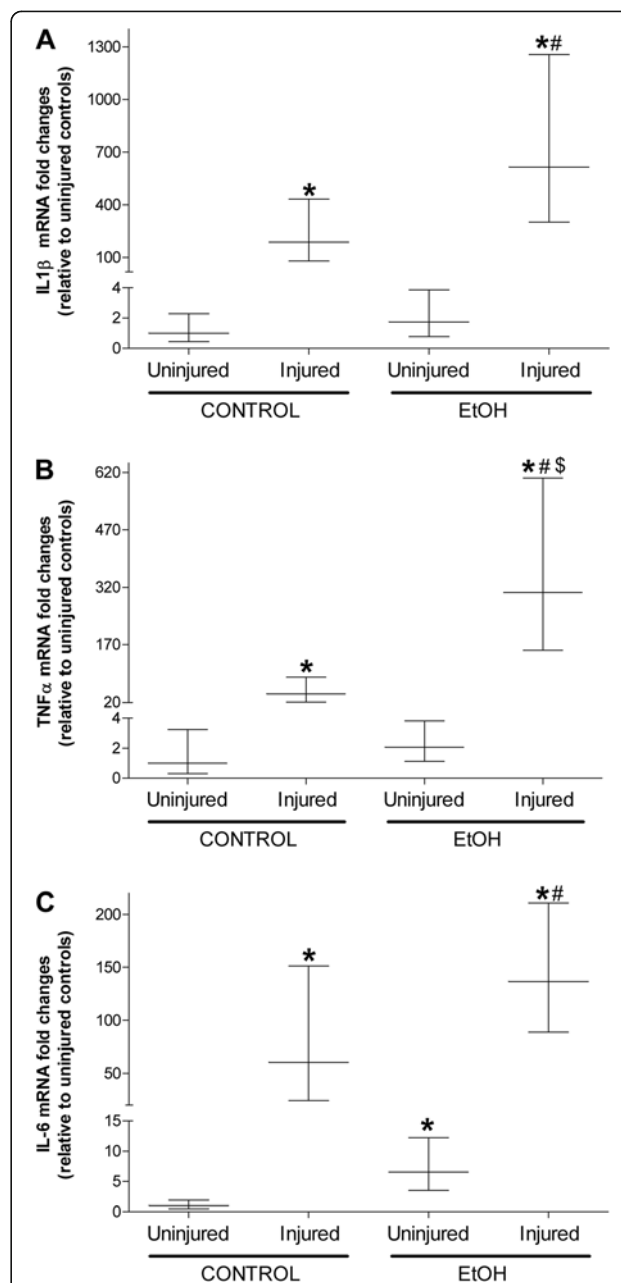 A
IL1β mRNA fold changes
(relative to uninjured controls)
1300
1000
700
400
100
4
2
0
*
*#
Uninjured Injured Uninjured Injured
CONTROL EtOH
B
TNFα mRNA fold changes
(relative to uninjured controls)
620
470
320
170
20
4
2
0
*
*#$
Uninjured Injured Uninjured Injured
CONTROL EtOH
C
IL-6 mRNA fold changes
(relative to uninjured controls)
200
150
100
50
15
10
5
0
*
*
*#
Uninjured Injured Uninjured Injured
CONTROL EtOH